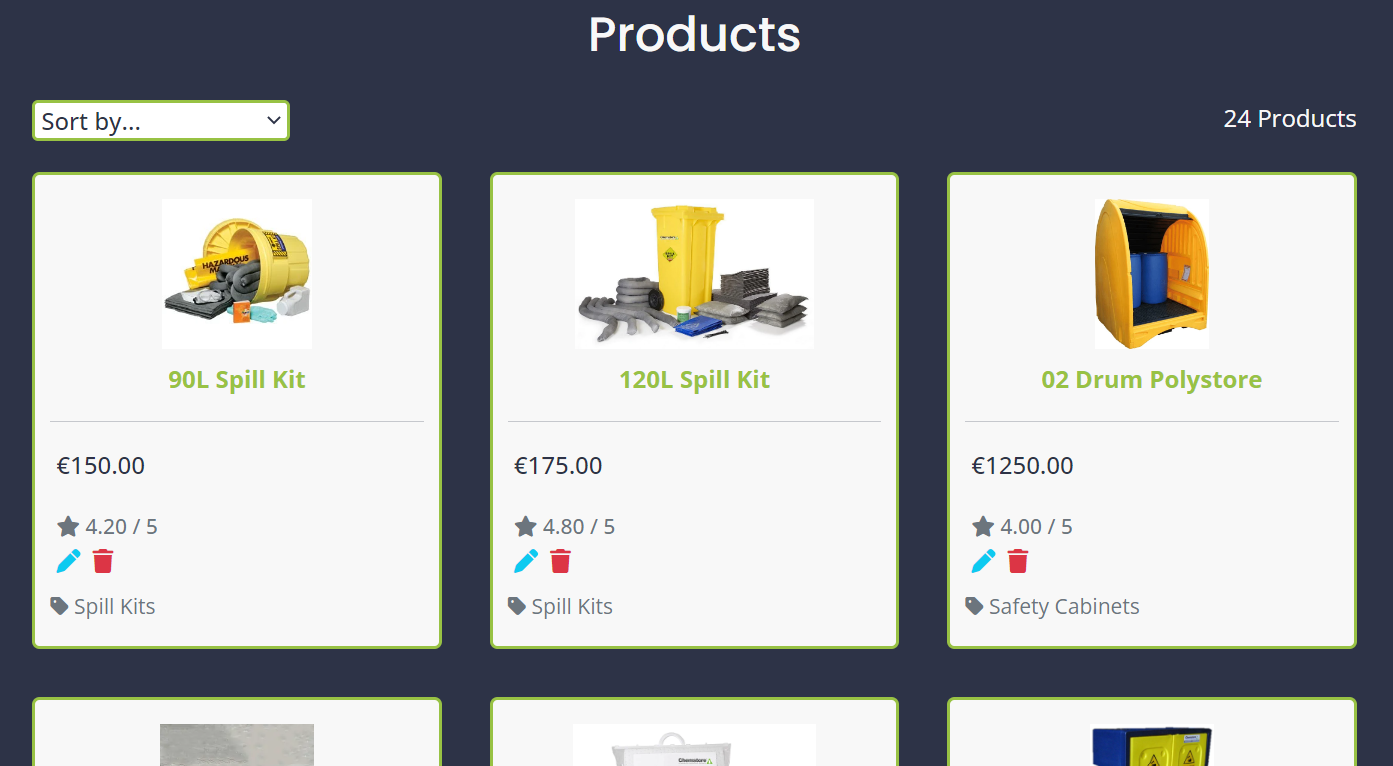 Products
Sort by...
24 Products
HAZARDOUS
90L Spill Kit
120L Spill Kit
02 Drum Polystore
€150.00
€175.00
€1250.00
4.20 / 5
4.80 / 5
4.00 / 5
Spill Kits
Spill Kits
Safety Cabinets
Chemstore